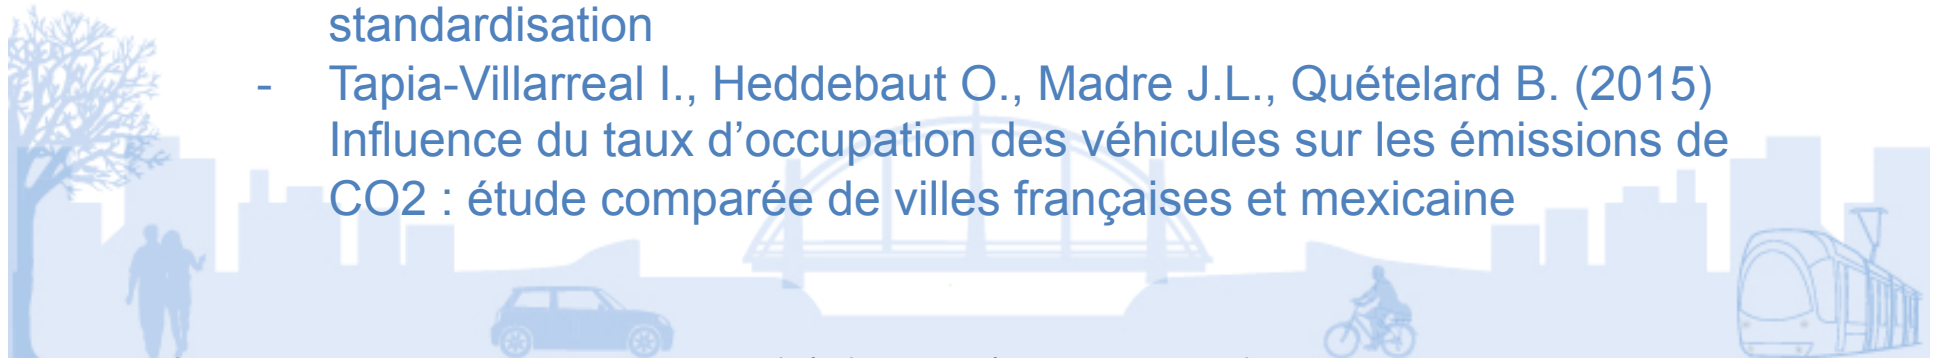 standardisation
- Tapia-Villarreal I., Heddebaut O., Madre J.L., Quételard B. (2015)
Influence du taux d’occupation des véhicules sur les émissions de
CO2 : étude comparée de villes françaises et mexicaine